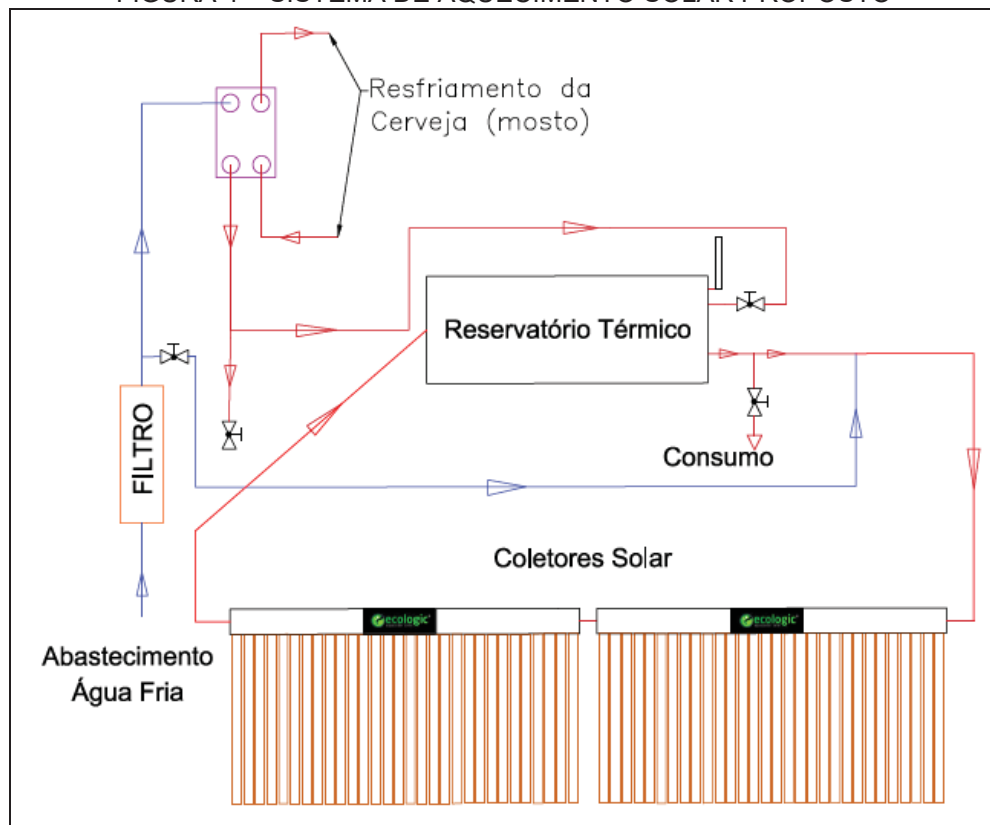 Resfriamento da
Cerveja (mosto)
Reservatório Térmico
FILTRO
Consumo
Coletores Solar
ecologic
ecologic
Abastecimento
Água Fria